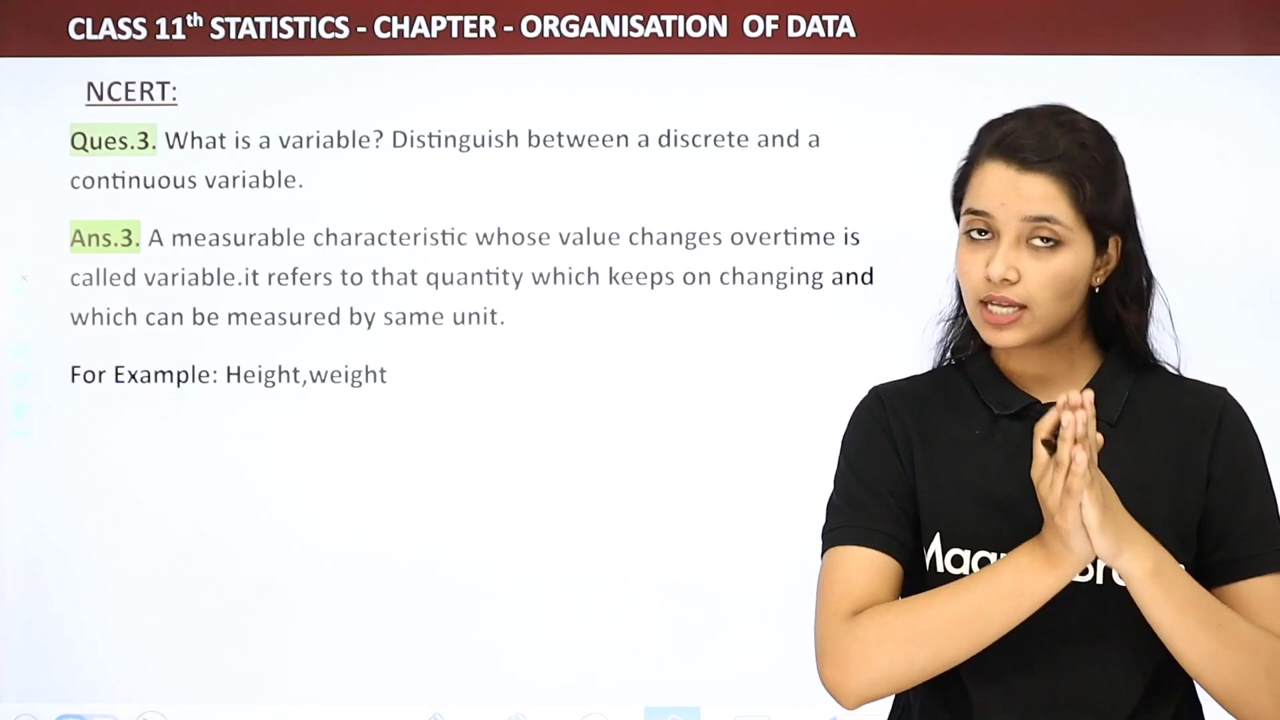 CLASS 11th STATISTICS - CHAPTER - ORGANISATION OF DATA
NCERT:
Ques.3. What is a variable? Distinguish between a discrete and a
continuous variable.
Ans.3. A measurable characteristic whose value changes overtime is
called variable.it refers to that quantity which keeps on changing and
which can be measured by same unit.
For Example: Height,weight